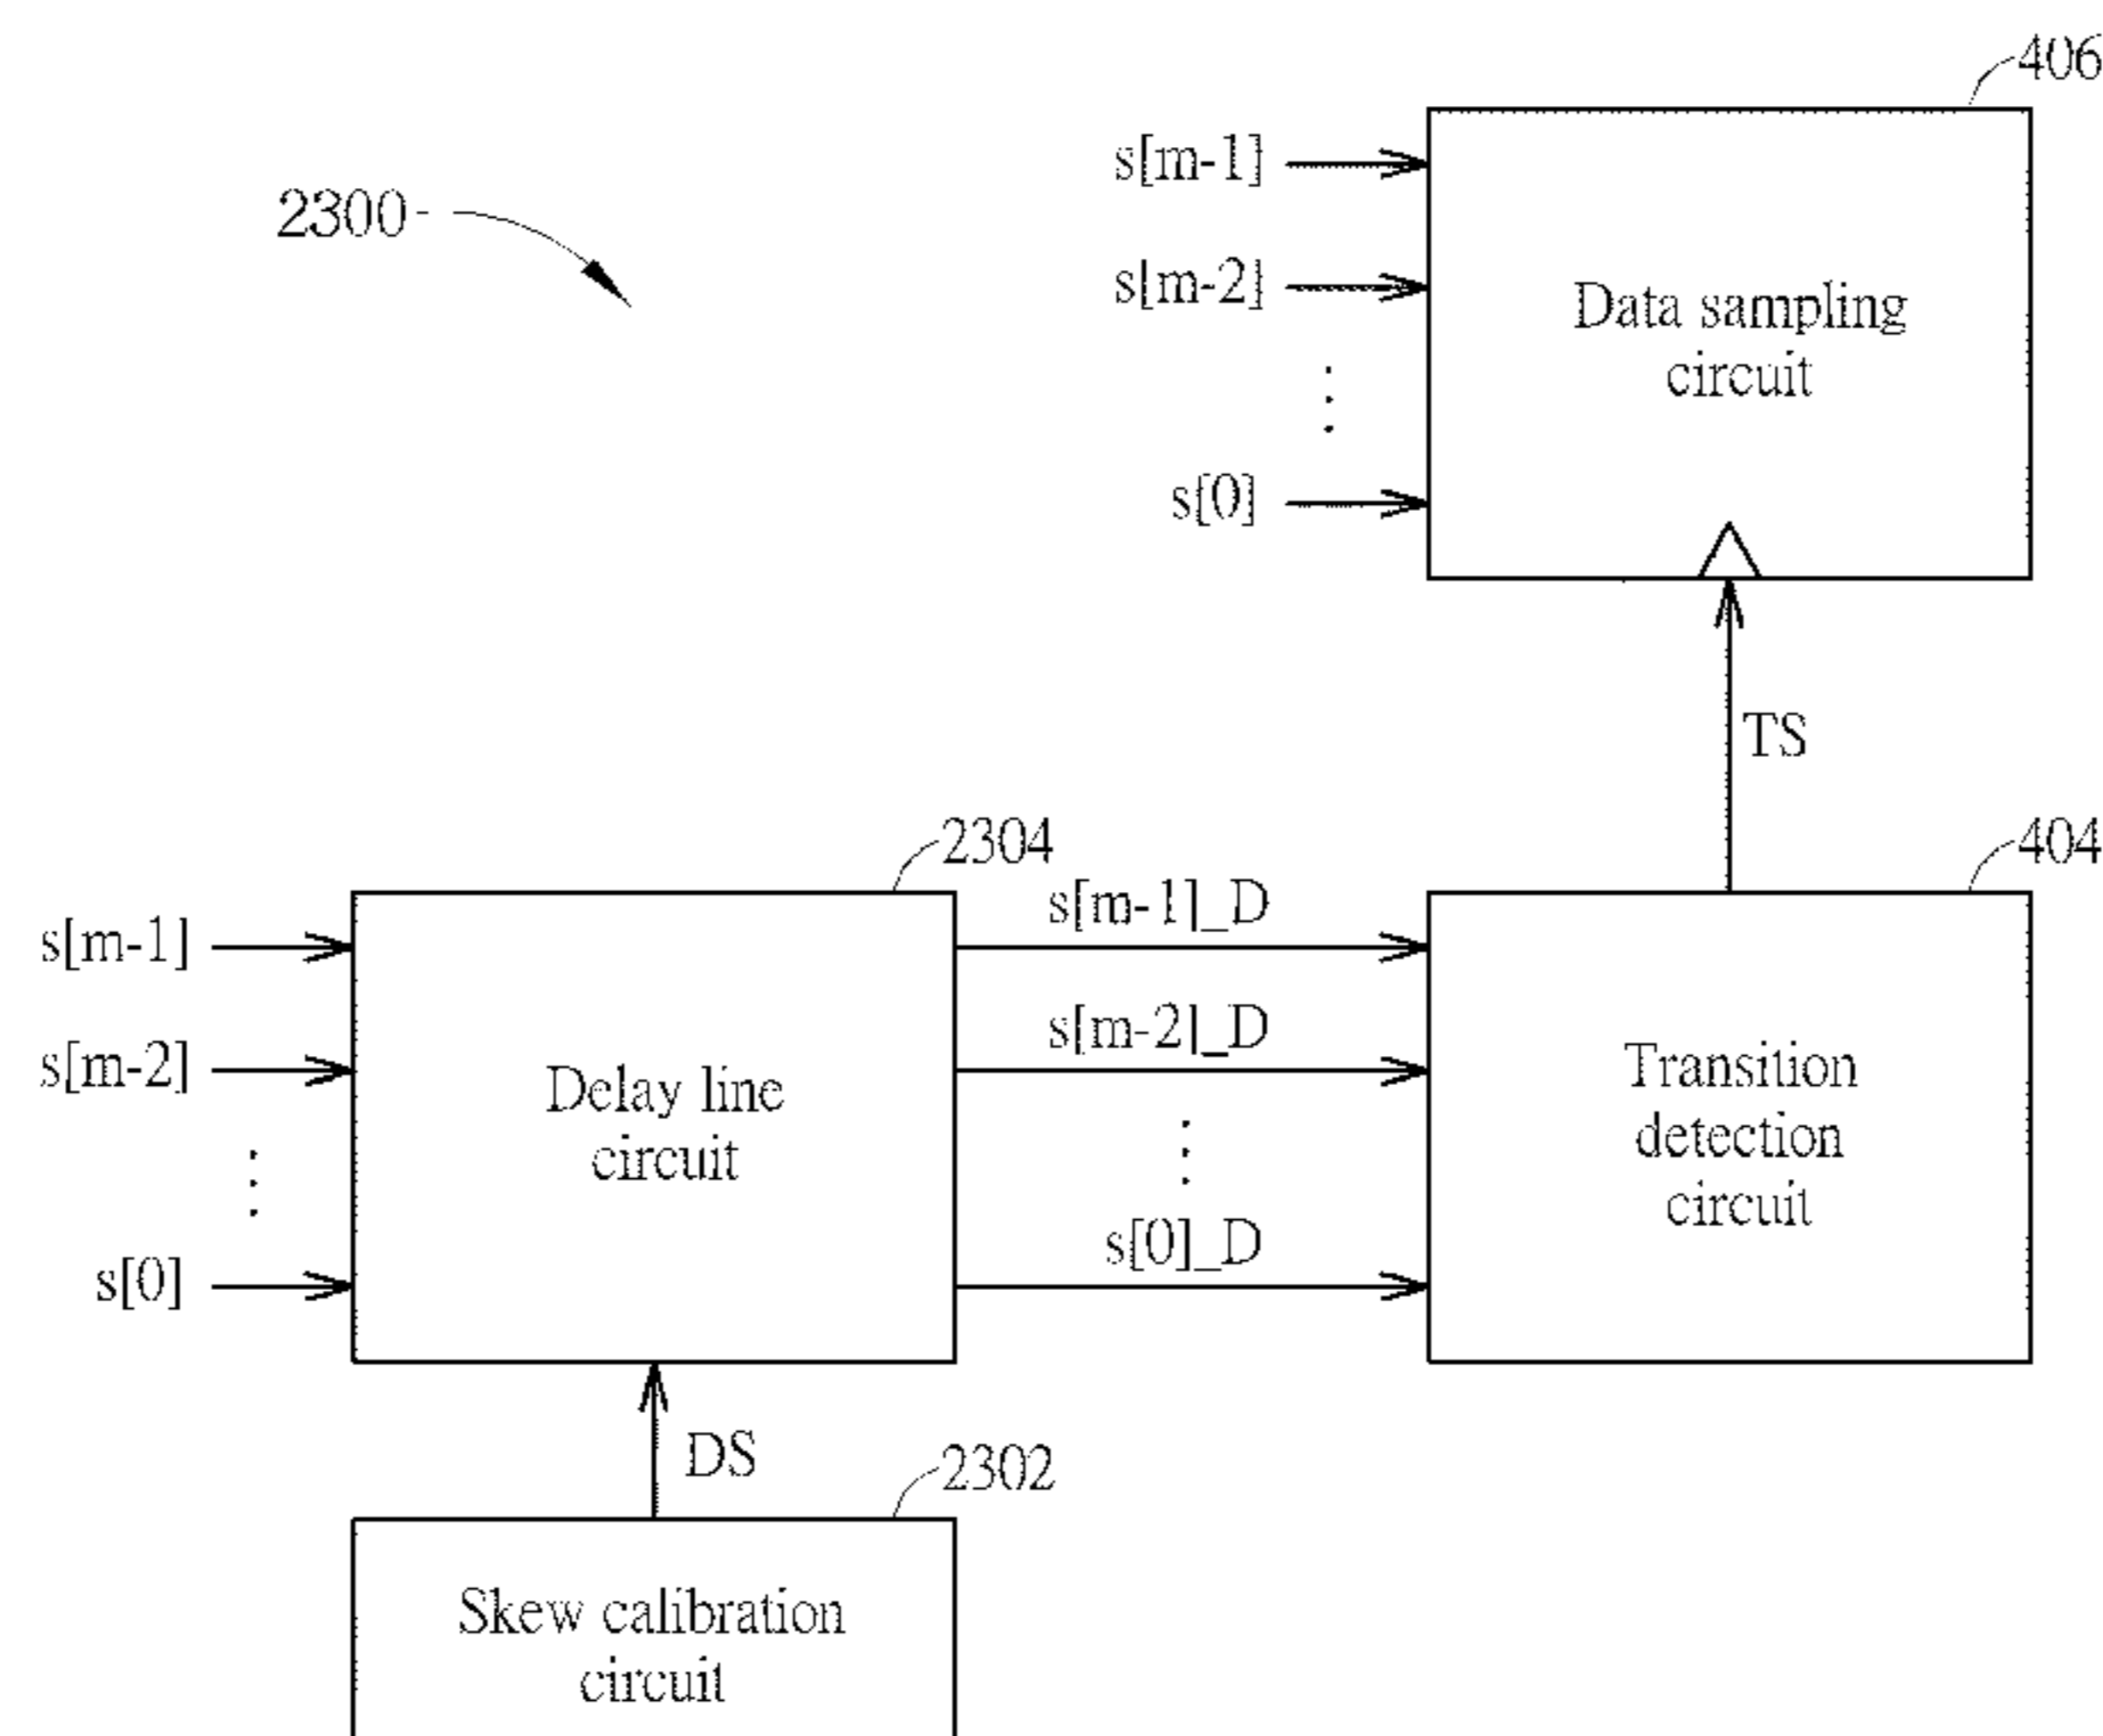 406
s[m-1]
2300
s[m-2]
Data sampling
circuit
s[0]
TS
2304
404
s[m-1]_D
s[m-1]
s[m-2]_D
s[m-2]
Delay line
circuit
Transition
detection
circuit
s[0]_D
s[0]
DS
2302
Skew calibration
circuit